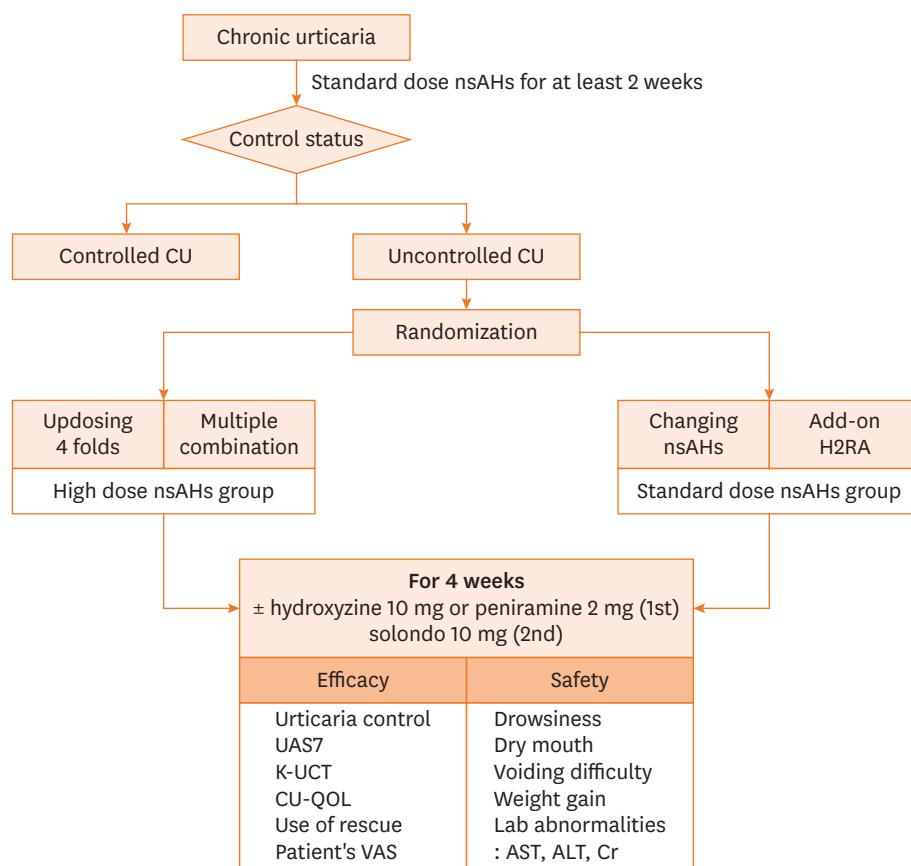 Chronic urticaria
Standard dose nsAHs for at least 2 weeks
Control status
Controlled CU
Uncontrolled CU
Randomization
Updosing
4 folds
Multiple
combination
High dose nsAHs group
Changing
nsAHs
Add-on
H2RA
Standard dose nsAHs group
For 4 weeks
± hydroxyzine 10 mg or peniramine 2 mg (1st)
solondo 10 mg (2nd)
Efficacy
Urticaria control
UAS7
K-UCT
CU-QOL
Use of rescue
Patient's VAS
Safety
Drowsiness
Dry mouth
Voiding difficulty
Weight gain
Lab abnormalities
: AST, ALT, Cr